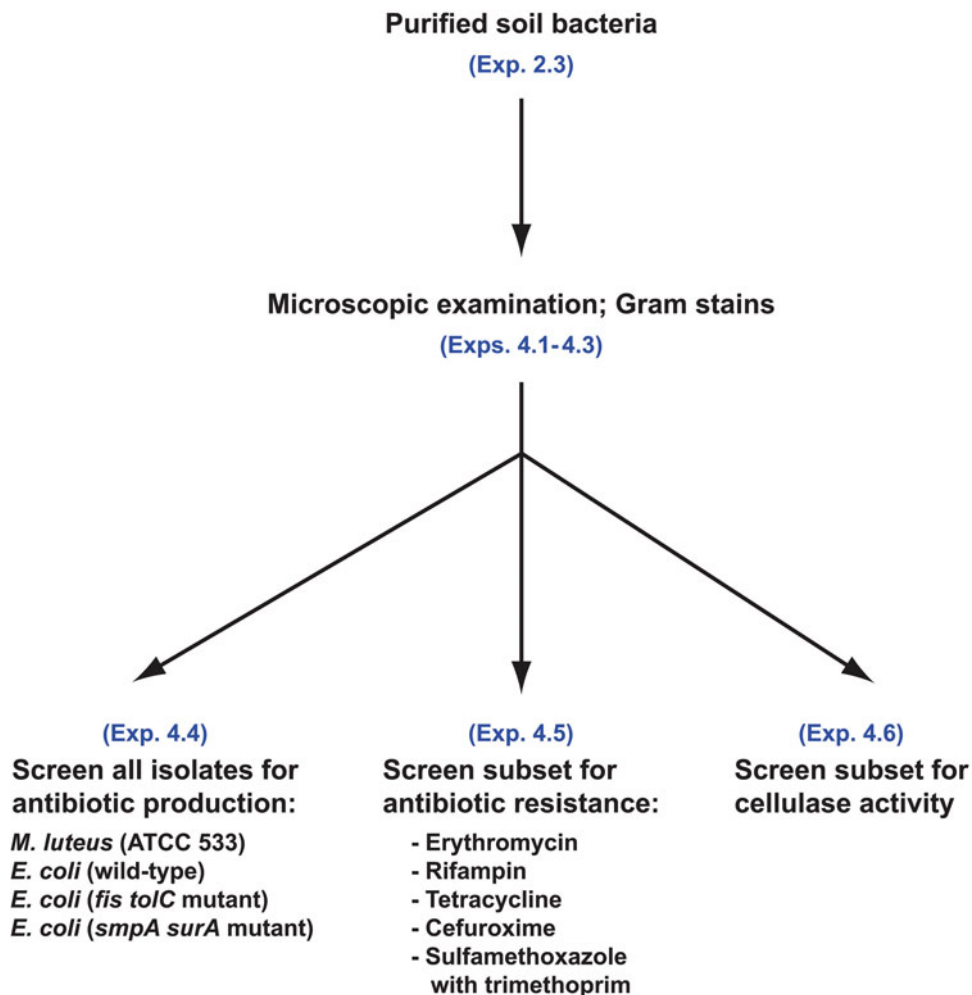 Purified soil bacteria
(Exp. 2.3)
Microscopic examination; Gram stains
(Exps. 4.1-4.3)
(Exp. 4.4)
Screen all isolates for
antibiotic production:
M. luteus (ATCC 533)
E. coli (wild-type)
E. coli (fis tolC mutant)
E. coli (smpA surA mutant)
(Exp. 4.5)
Screen subset for
antibiotic resistance:
- Erythromycin
- Rifampin
- Tetracycline
- Cefuroxime
- Sulfamethoxazole
with trimethoprim
(Exp. 4.6)
Screen subset for
cellulase activity